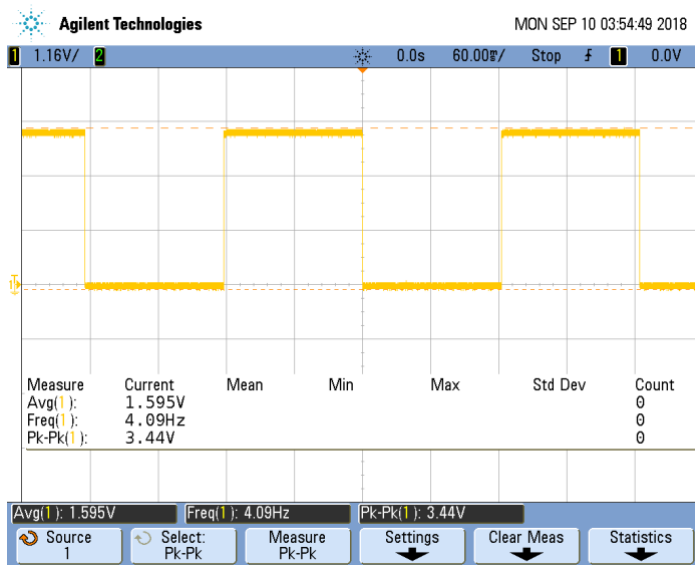 Agilent Technologies MON SEP 10 03:54:49 2018
1 1.16V/ 2 0.0s 60.00⅏/ Stop 1 0.0V
Measure Current Mean Min Max Std Dev Count
Avg(1): 1.595V 0
Freq(1): 4.09Hz 0
Pk-Pk(1): 3.44V 0
Avg(1): 1.595V Freq(1): 4.09Hz Pk-Pk(1): 3.44V
Source Select: Measure Settings Clear Meas Statistics
1 Pk-Pk Pk-Pk